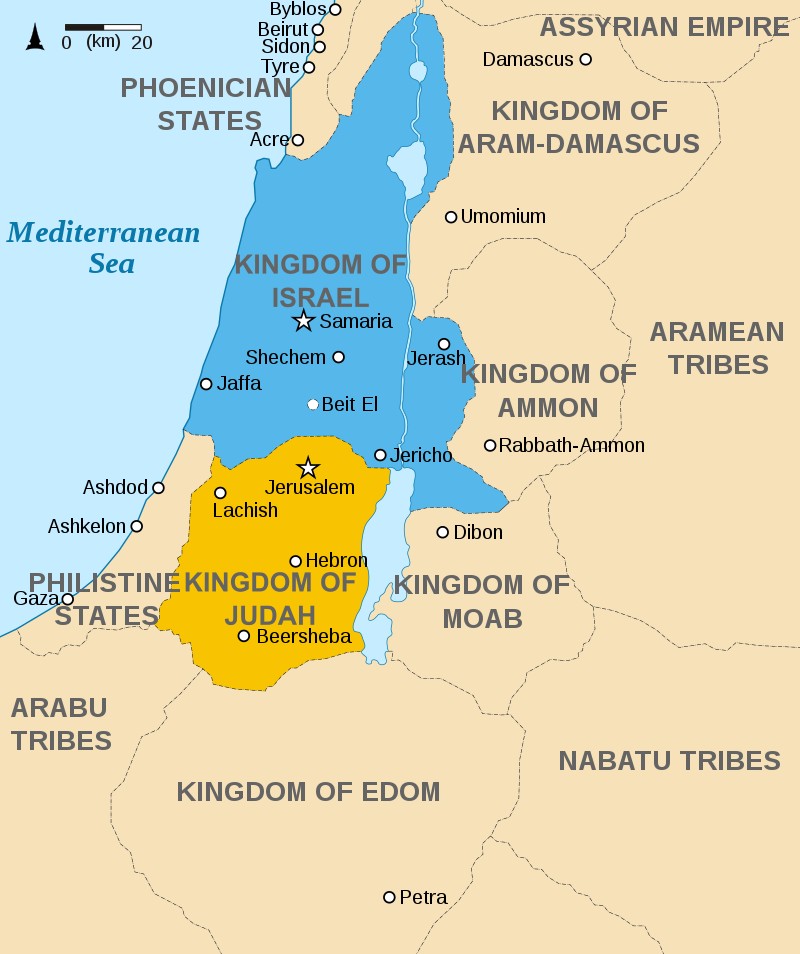 Byblos
ASSYRIAN EMPIRE
Beirut
0 (km) 20
Sidon
Damascus
Tyre
PHOENICIAN
STATES
KINGDOM OF
ARAM-DAMASCUS
Acre
Umomium
Mediterranean
Sea
KINGDOM OF
ISRAEL
Samaria
ARAMEAN
TRIBES
Shechem
Jerash
KINGDOM OF
AMMON
Jaffa
Beit El
Rabbath-Ammon
Jericho
Jerusalem
Ashdod
Lachish
Ashkelon
Dibon
Hebron
PHILISTINE
STATES
KINGDOM OF
JUDAH
KINGDOM OF
MOAB
Gaza
Beersheba
ARABU
TRIBES
NABATU TRIBES
KINGDOM OF EDOM
Petra